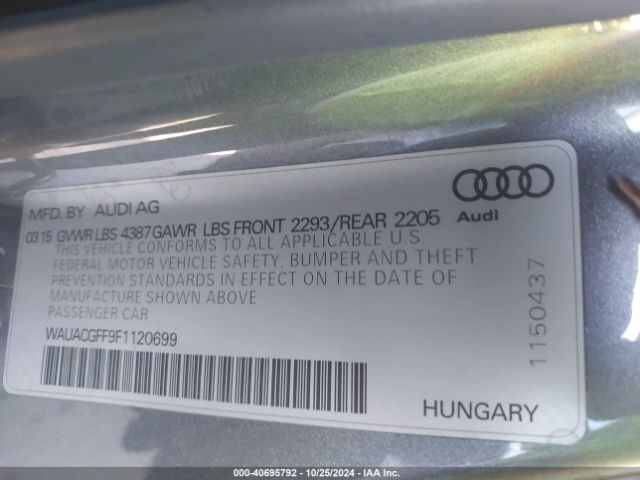 MFD. BY AUDI AG
03 15 GVWR LBS 4387 GAWR LBS FRONT 2293/REAR 2205
THIS VEHICLE CONFORMS TO ALL APPLICABLE U.S
FEDERAL MOTOR VEHICLE SAFETY, BUMPER AND THEFT
PREVENTION STANDARDS IN EFFECT ON THE DATE OF
MANUFACTURE SHOWN ABOVE
PASSENGER CAR
WAUACGFF9F1120699
Audi
1150437
HUNGARY
000-40695792 - 10/25/2024 - IAA Inc.